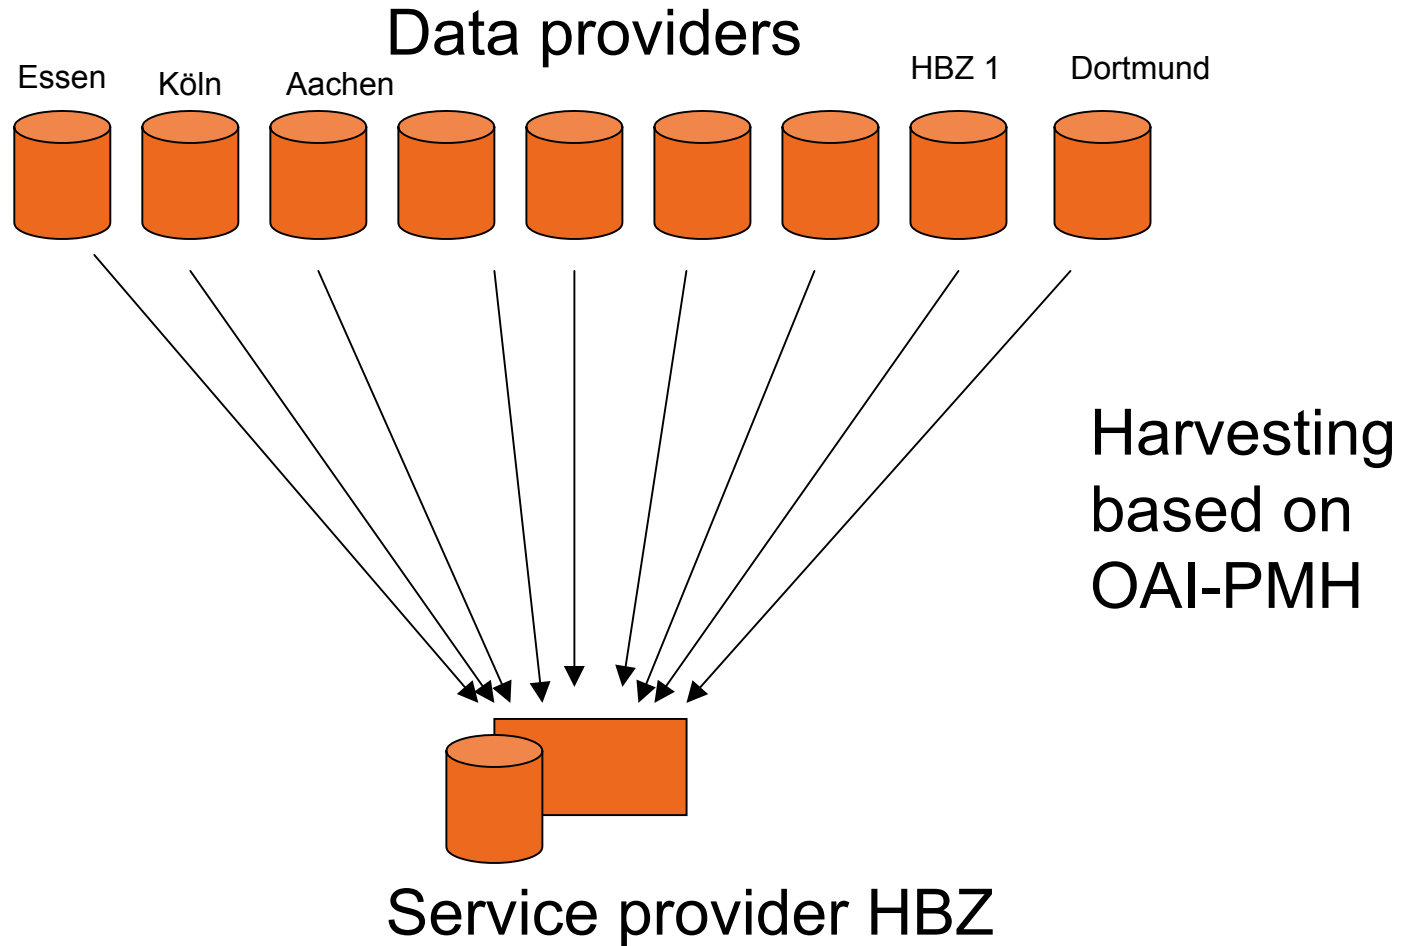 Data providers
Essen
Köln
Aachen
HBZ 1
Dortmund
Harvesting
based on
OAI-PMH
Service provider HBZ